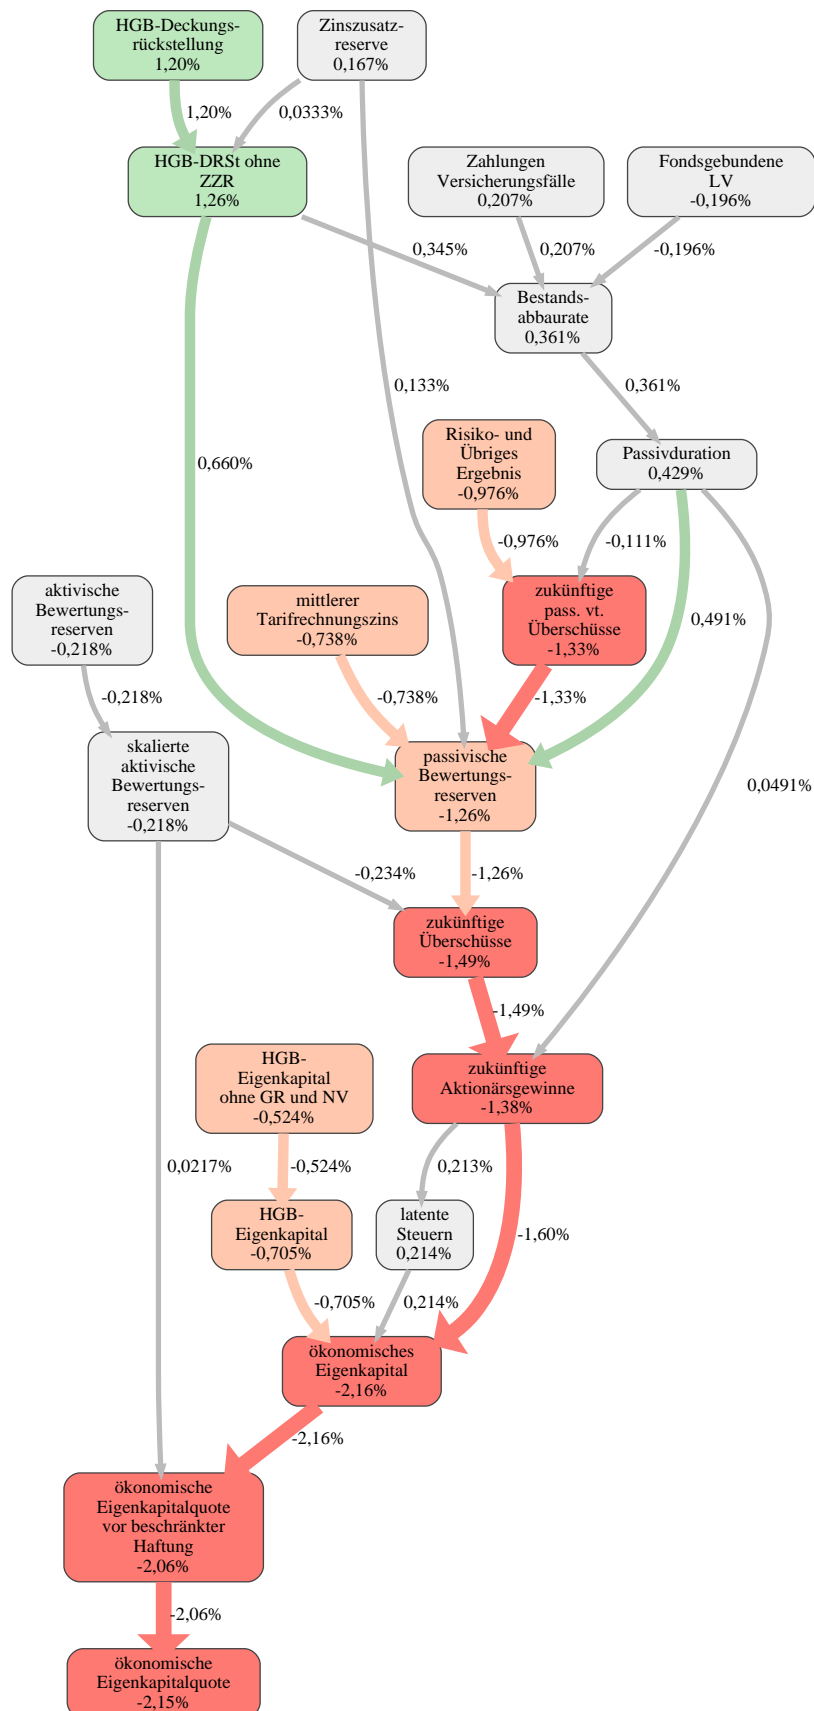 HGB-Deckungs-
rückstellung
1,20%
Zinszusatz-
reserve
0,167%
1,20%
0,0333%
HGB-DRSt ohne
ZZR
1,26%
Zahlungen
Versicherungsfälle
0,207%
Fondsgebundene
LV
-0,196%
0,345%
0,207%
-0,196%
Bestands-
abbaurate
0,361%
0,133%
0,361%
Risiko- und
Übriges
Ergebnis
-0,976%
Passivduration
0,429%
0,660%
-0,976%
-0,111%
aktivische
Bewertungs-
reserven
-0,218%
mittlerer
Tarifrechnungszins
-0,738%
zukünftige
pass. vt.
Überschüsse
-1,33%
0,491%
-0,218%
-0,738%
-1,33%
skalierte
aktivische
Bewertungs-
reserven
-0,218%
passivische
Bewertungs-
reserven
-1,26%
0,0491%
-0,234%
-1,26%
zukünftige
Überschüsse
-1,49%
-1,49%
HGB-
Eigenkapital
ohne GR und NV
-0,524%
zukünftige
Aktionärsgewinne
-1,38%
0,0217%
-0,524%
0,213%
HGB-
Eigenkapital
-0,705%
latente
Steuern
0,214%
-1,60%
-0,705%
0,214%
ökonomisches
Eigenkapital
-2,16%
-2,16%
ökonomische
Eigenkapitalquote
vor beschränkter
Haftung
-2,06%
-2,06%
ökonomische
Eigenkapitalquote
-2,15%